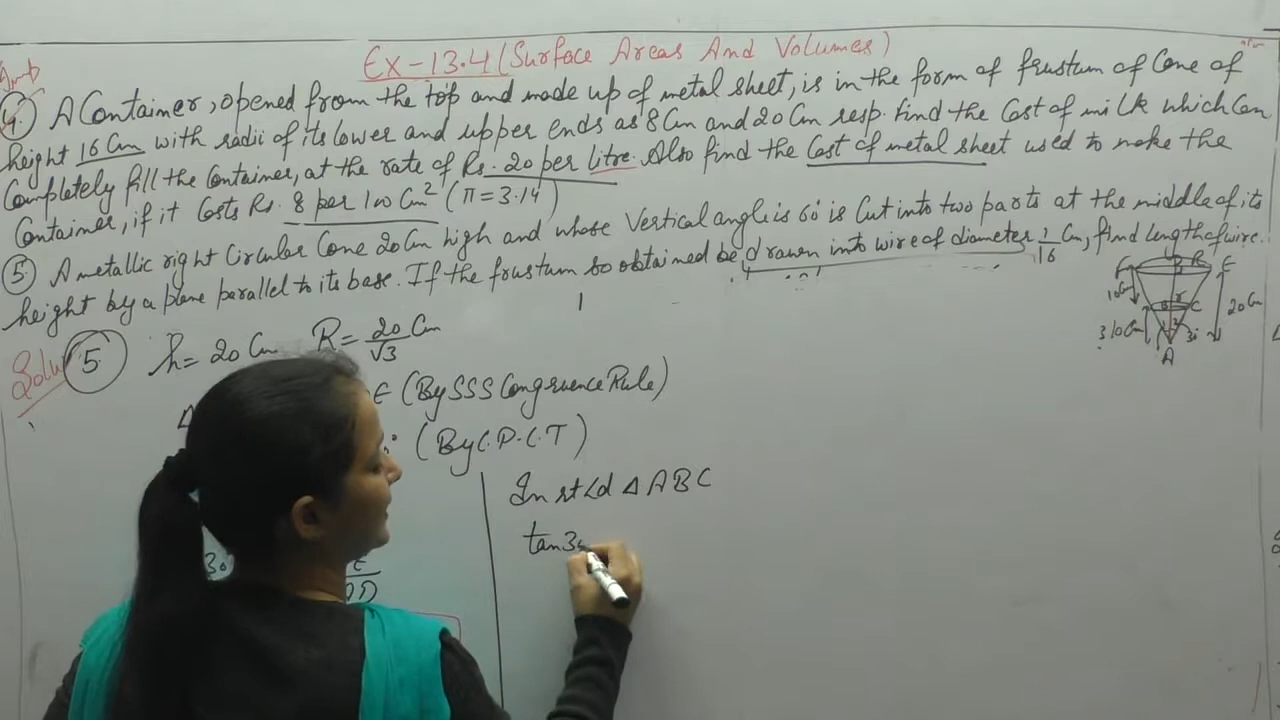 Ex-13.4 (Surface Areas And Volumes)
④ A Container, opened from the top and made up of metal sheet, is in the form of frustum of Cone of
height 16 Cm with radii of its lower and upper ends as 8 Cm and 20 Cm resp. Find the Cost of milk which Can
Completely fill the Container, at the rate of Rs. 20 per litre. Also find the Cost of metal sheet used to make the
Container, if it Costs Rs. 8 per 100 Cm² (π = 3.14)
⑤ A metallic right Circular Cone 20 Cm high and whose Vertical angle is 60° is Cut into two parts at the middle of its
height by a plane parallel to its base. If the frustum so obtained be drawn into wire of diameter 1/16 Cm, find length of wire.
Solu ⑤ h = 20 Cm R = 20/√3 Cm
(By SSS Congruence Rule)
(By C.P.C.T)
In rt∠d Δ ABC
tan 3
10 Cm
20 Cm
10 Cm
A